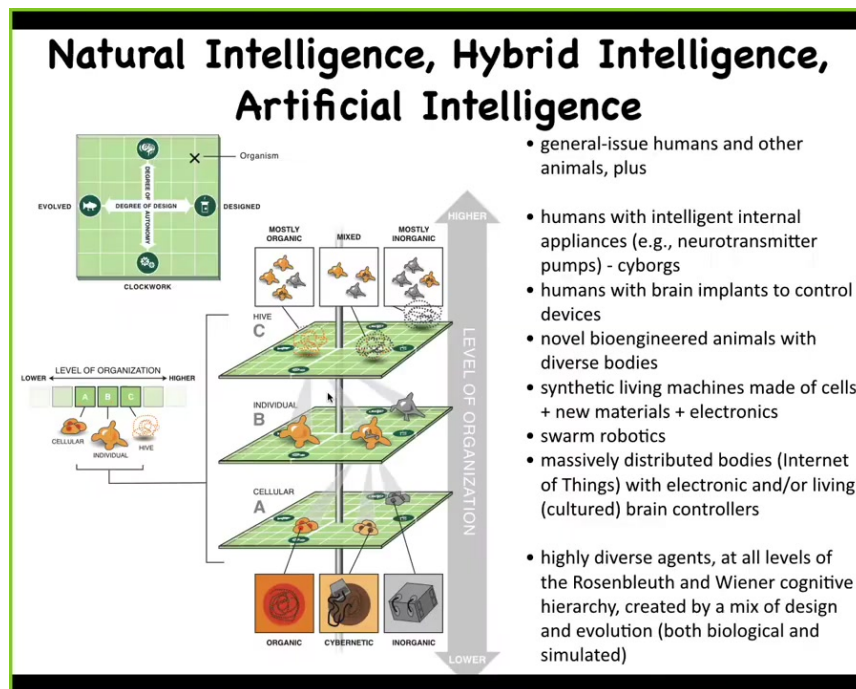 Natural Intelligence, Hybrid Intelligence,
Artificial Intelligence
Organism
EVOLVED
DEGREE OF DESIGN
DEGREE OF AUTONOMY
DESIGNED
CLOCKWORK
LEVEL OF ORGANIZATION
LOWER
HIGHER
A
B
C
CELLULAR
INDIVIDUAL
HIVE
MOSTLY
ORGANIC
MIXED
MOSTLY
INORGANIC
HIVE
C
INDIVIDUAL
B
CELLULAR
A
ORGANIC
CYBERNETIC
INORGANIC
HIGHER
LEVEL OF ORGANIZATION
LOWER
• general-issue humans and other
animals, plus
• humans with intelligent internal
appliances (e.g., neurotransmitter
pumps) - cyborgs
• humans with brain implants to control
devices
• novel bioengineered animals with
diverse bodies
• synthetic living machines made of cells
+ new materials + electronics
• swarm robotics
• massively distributed bodies (Internet
of Things) with electronic and/or living
(cultured) brain controllers
• highly diverse agents, at all levels of
the Rosenbleuth and Wiener cognitive
hierarchy, created by a mix of design
and evolution (both biological and
simulated)